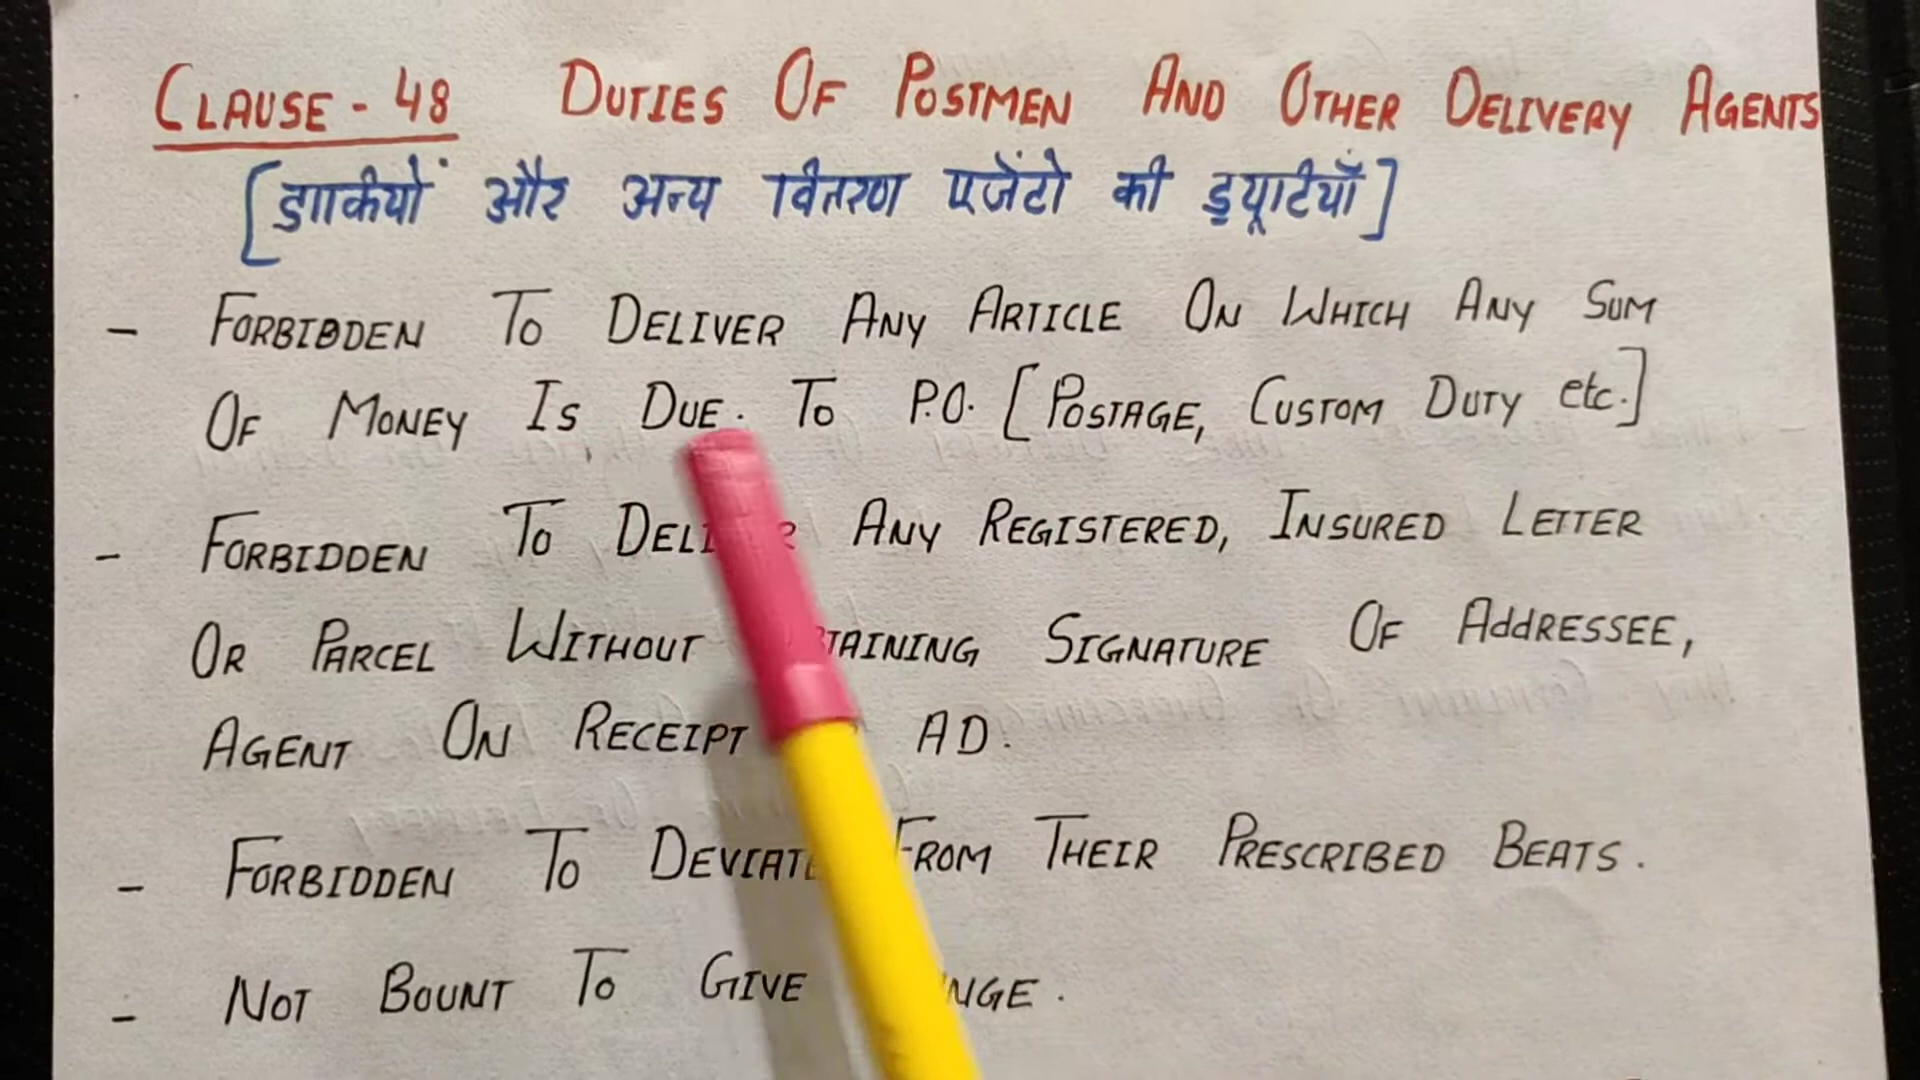 CLAUSE - 48 DUTIES OF POSTMEN AND OTHER DELIVERY AGENTS
[डाकीयों और अन्य वितरण एजेंटो की ड्यूटीयाँ]
- FORBIDDEN TO DELIVER ANY ARTICLE ON WHICH ANY SUM
OF MONEY IS DUE. TO P.O. [POSTAGE, CUSTOM DUTY etc.]
- FORBIDDEN TO ANY REGISTERED, INSURED LETTER
OR PARCEL WITHOUT SIGNATURE OF ADDRESSEE,
AGENT ON RECEIPT AD.
- FORBIDDEN TO DEVIATE FROM THEIR PRESCRIBED BEATS.
- NOT BOUNT TO GIVE